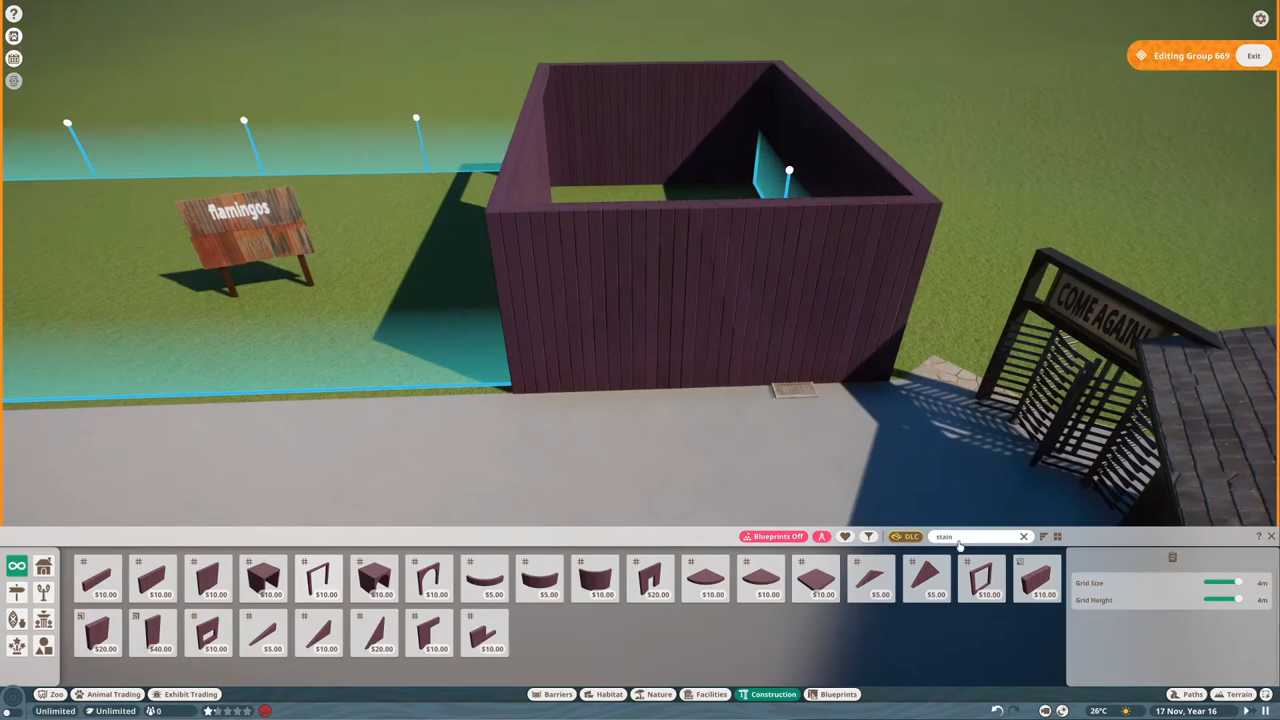 ?
Editing Group 669
Exit
flamingos
COME AGAIN!
Blueprints Off
DLC
stain
?
$10.00 $10.00 $10.00 $10.00 $10.00 $10.00 $10.00 $5.00 $5.00 $10.00 $20.00 $10.00 $10.00 $10.00 $5.00 $5.00 $10.00 $10.00
Grid Size 4m
Grid Height 4m
$20.00 $40.00 $10.00 $5.00 $10.00 $20.00 $10.00 $10.00
Zoo Animal Trading Exhibit Trading Barriers Habitat Nature Facilities Construction Blueprints Paths Terrain
Unlimited Unlimited 0 26°C 17 Nov, Year 16